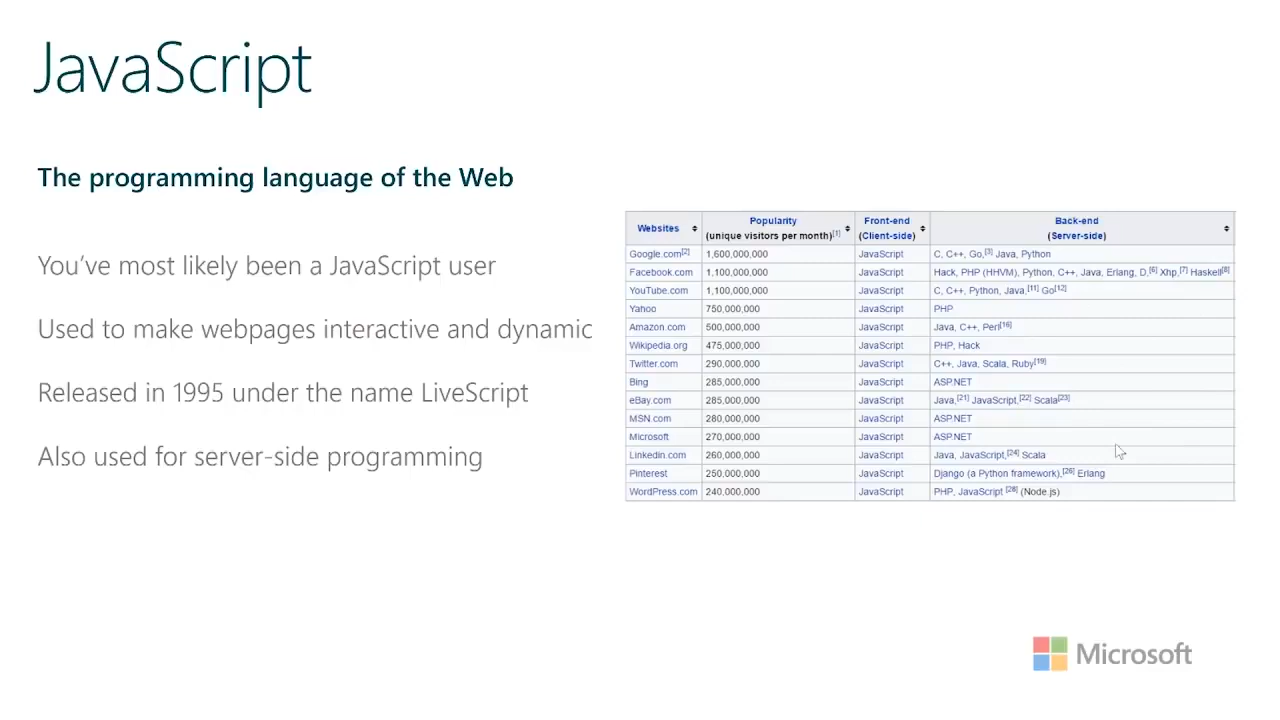 JavaScript
The programming language of the Web
You've most likely been a JavaScript user
Used to make webpages interactive and dynamic
Released in 1995 under the name LiveScript
Also used for server-side programming
Websites Popularity (unique visitors per month)[1] Front-end (Client-side) Back-end (Server-side)
Google.com[2] 1,600,000,000 JavaScript C, C++, Go,[3] Java, Python
Facebook.com 1,100,000,000 JavaScript Hack, PHP (HHVM), Python, C++, Java, Erlang, D,[6] Xhp,[7] Haskell[8]
YouTube.com 1,100,000,000 JavaScript C, C++, Python, Java,[11] Go[12]
Yahoo 750,000,000 JavaScript PHP
Amazon.com 500,000,000 JavaScript Java, C++, Perl[16]
Wikipedia.org 475,000,000 JavaScript PHP, Hack
Twitter.com 290,000,000 JavaScript C++, Java, Scala, Ruby[19]
Bing 285,000,000 JavaScript ASP.NET
eBay.com 285,000,000 JavaScript Java,[21] JavaScript,[22] Scala[23]
MSN.com 280,000,000 JavaScript ASP.NET
Microsoft 270,000,000 JavaScript ASP.NET
Linkedin.com 260,000,000 JavaScript Java, JavaScript,[24] Scala
Pinterest 250,000,000 JavaScript Django (a Python framework),[26] Erlang
WordPress.com 240,000,000 JavaScript PHP, JavaScript [28] (Node.js)
Microsoft